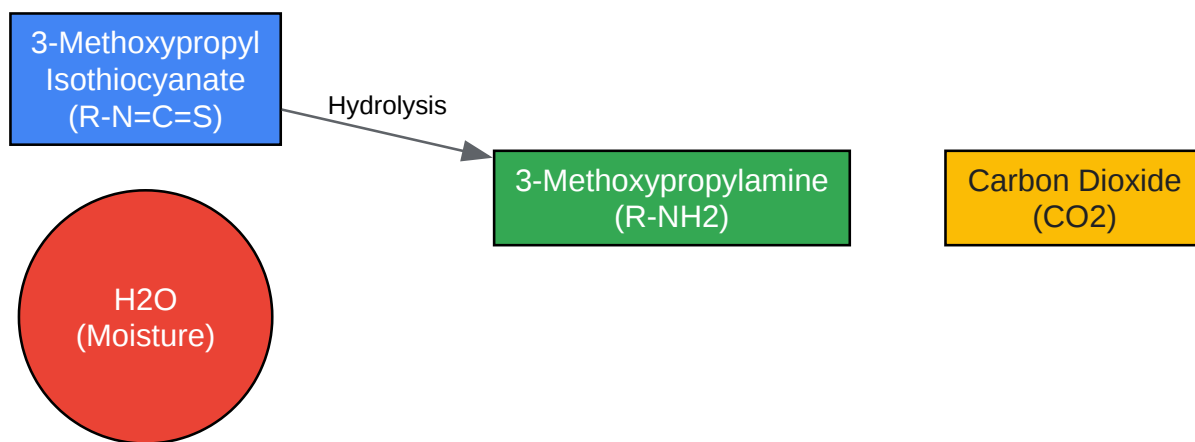 3-Methoxypropyl
Isothiocyanate
(R-N=C=S)
Hydrolysis
3-Methoxypropylamine
(R-NH2)
Carbon Dioxide
(CO2)
H2O
(Moisture)